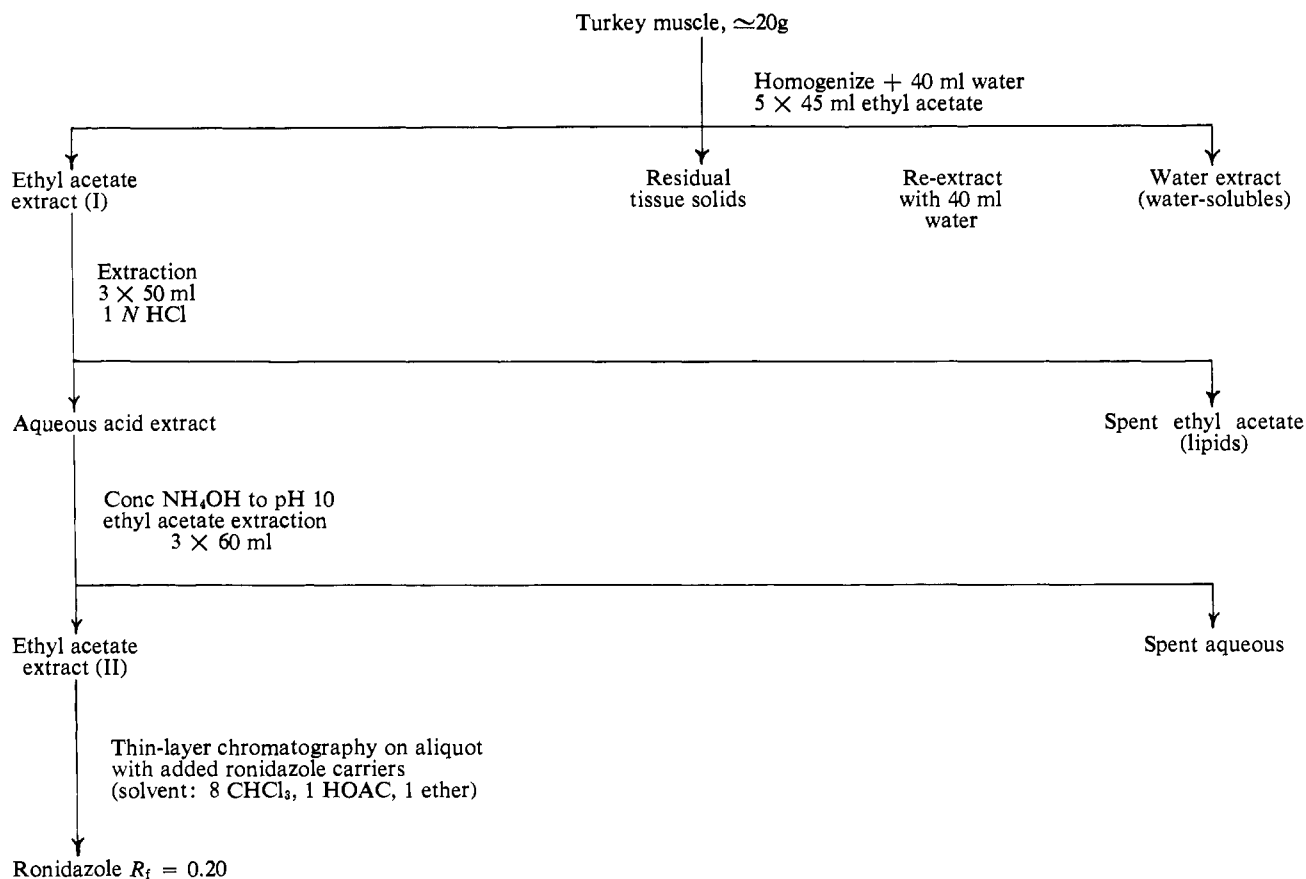 Turkey muscle, ≃20g
Homogenize + 40 ml water
5 × 45 ml ethyl acetate
Ethyl acetate
extract (I)
Residual
tissue solids
Re-extract
with 40 ml
water
Water extract
(water-solubles)
Extraction
3 × 50 ml
1 N HCl
Aqueous acid extract
Spent ethyl acetate
(lipids)
Conc NH₄OH to pH 10
ethyl acetate extraction
3 × 60 ml
Ethyl acetate
extract (II)
Spent aqueous
Thin-layer chromatography on aliquot
with added ronidazole carriers
(solvent: 8 CHCl₃, 1 HOAC, 1 ether)
Ronidazole Rf = 0.20